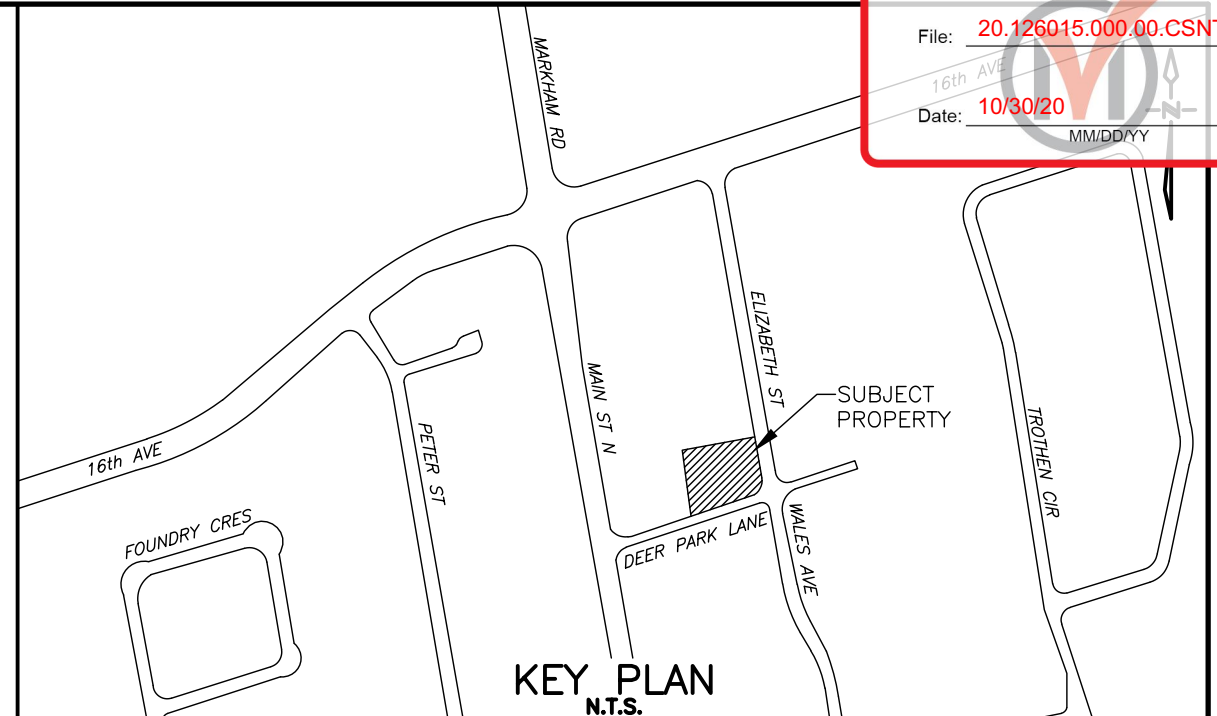 File: 20.126015.000.00.CSNT
Date: 10/30/20
MM/DD/YY
16th AVE
N
MARKHAM RD
ELIZABETH ST
MAIN ST N
SUBJECT
PROPERTY
16th AVE
PETER ST
TROTHEN CIR
FOUNDRY CRES
DEER PARK LANE
WALES AVE
KEY PLAN
N.T.S.